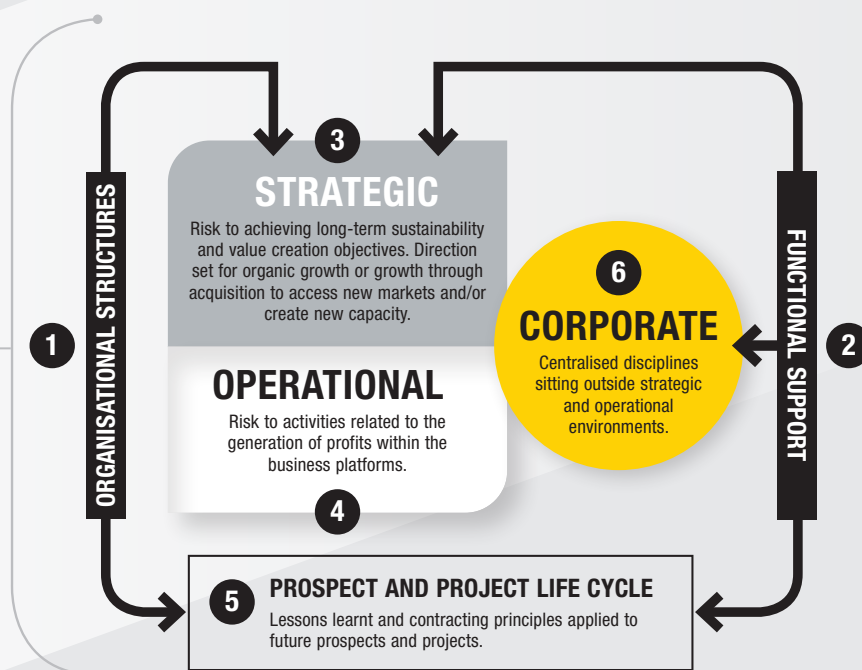 1
ORGANISATIONAL STRUCTURES
2
FUNCTIONAL SUPPORT
3
STRATEGIC
Risk to achieving long-term sustainability
and value creation objectives. Direction
set for organic growth or growth through
acquisition to access new markets and/or
create new capacity.
OPERATIONAL
Risk to activities related to the
generation of profits within the
business platforms.
4
6
CORPORATE
Centralised disciplines
sitting outside strategic
and operational
environments.
5
PROSPECT AND PROJECT LIFE CYCLE
Lessons learnt and contracting principles applied to
future prospects and projects.